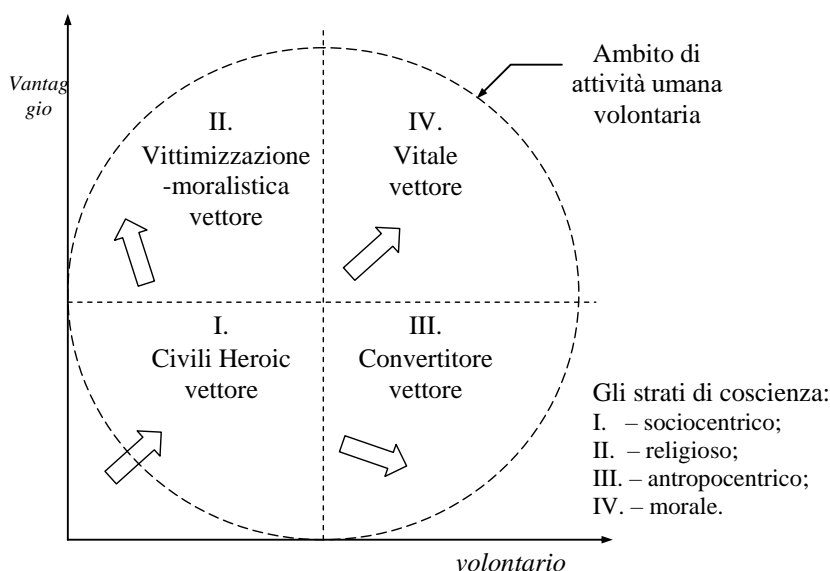 Vantag
gio
Ambito di
attività umana
volontaria
II.
Vittimizzazione
-moralistica
vettore
IV.
Vitale
vettore
I.
Civili Heroic
vettore
III.
Convertitore
vettore
Gli strati di coscienza:
I. – sociocentrico;
II. – religioso;
III. – antropocentrico;
IV. – morale.
volontario